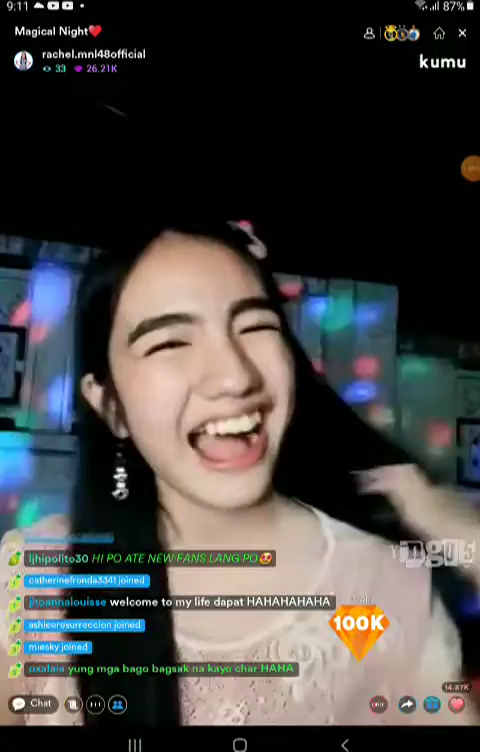 9:11
87%
Magical Night
rachel.mnl48official
33 26.21K
kumu
ljhipolito30 HI PO ATE NEW FANS LANG PO
catherinefronda3341 joined
jhoannalouisse welcome to my life dapat HAHAHAHAHA
ashleeresurreccion joined
100K
miesky joined
oxalaia yung mga bago bagsak na kayo char HAHA
14.87K
Chat